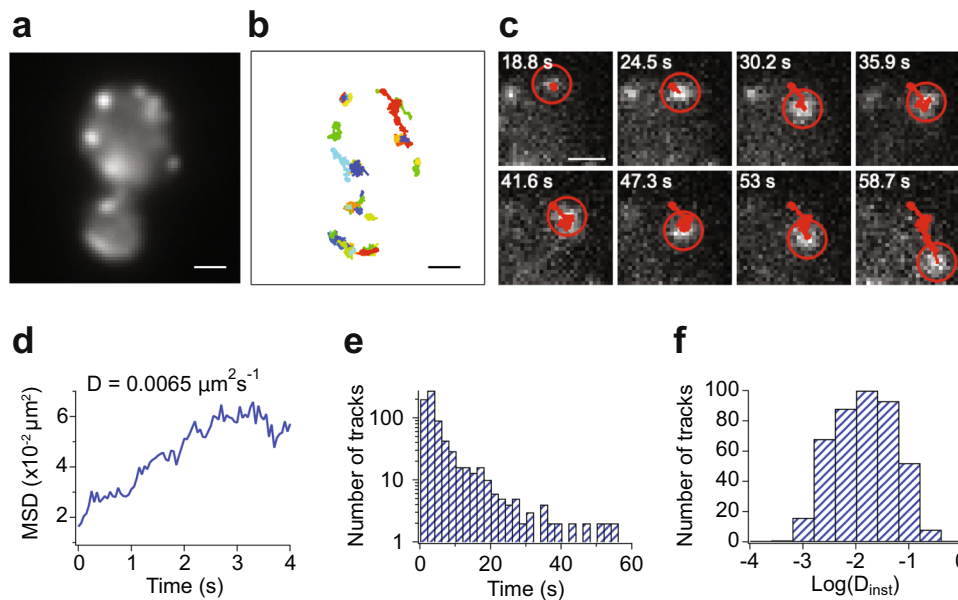 a
b
c
18.8 s
24.5 s
30.2 s
35.9 s
41.6 s
47.3 s
53 s
58.7 s
d
e
f
D = 0.0065 µm²s⁻¹
MSD (x10⁻² µm²)
6
4
2
0
1
2
3
4
Time (s)
Number of tracks
100
10
1
0
20
40
60
Time (s)
Number of tracks
100
80
60
40
20
0
-4
-3
-2
-1
0
Log(D_inst)